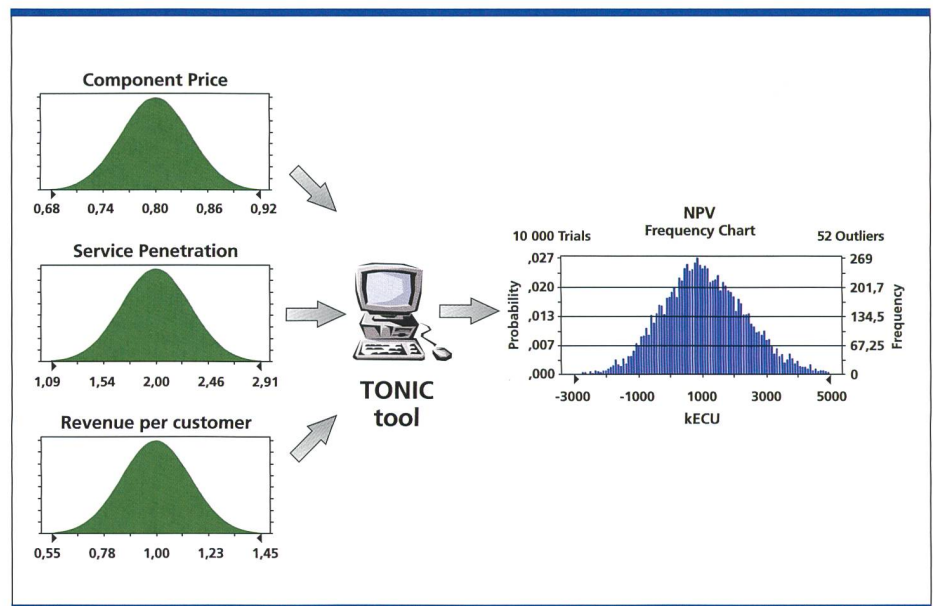 Component Price
0,68 0,74 0,80 0,86 0,92
Service Penetration
1,09 1,54 2,00 2,46 2,91
Revenue per customer
0,55 0,78 1,00 1,23 1,45
TONIC
tool
NPV
Frequency Chart
10 000 Trials 52 Outliers
,027 269
,020 201,7
,013 134,5
,007 67,25
,000 0
Probability
Frequency
-3000 -1000 1000 3000 5000
kECU